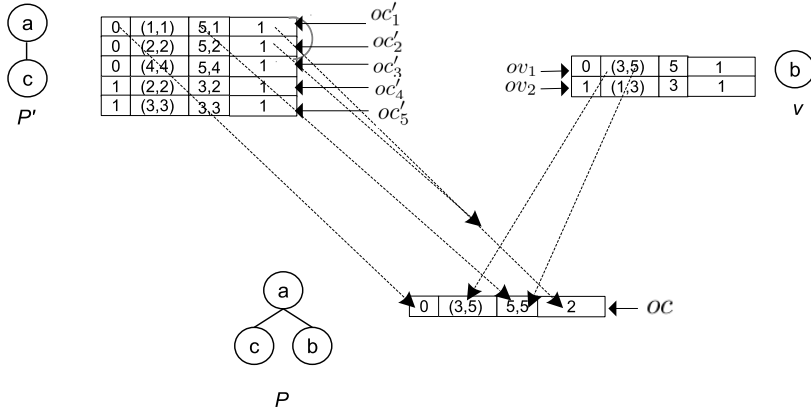 a
c
P'
0 (1,1) 5,1 1 oc'1
0 (2,2) 5,2 1 oc'2
0 (4,4) 5,4 1 oc'3
1 (2,2) 3,2 1 oc'4
1 (3,3) 3,3 1 oc'5
ov1 0 (3,5) 5 1
ov2 1 (1,3) 3 1
b
v
a
c b
P
0 (3,5) 5,5 2 oc